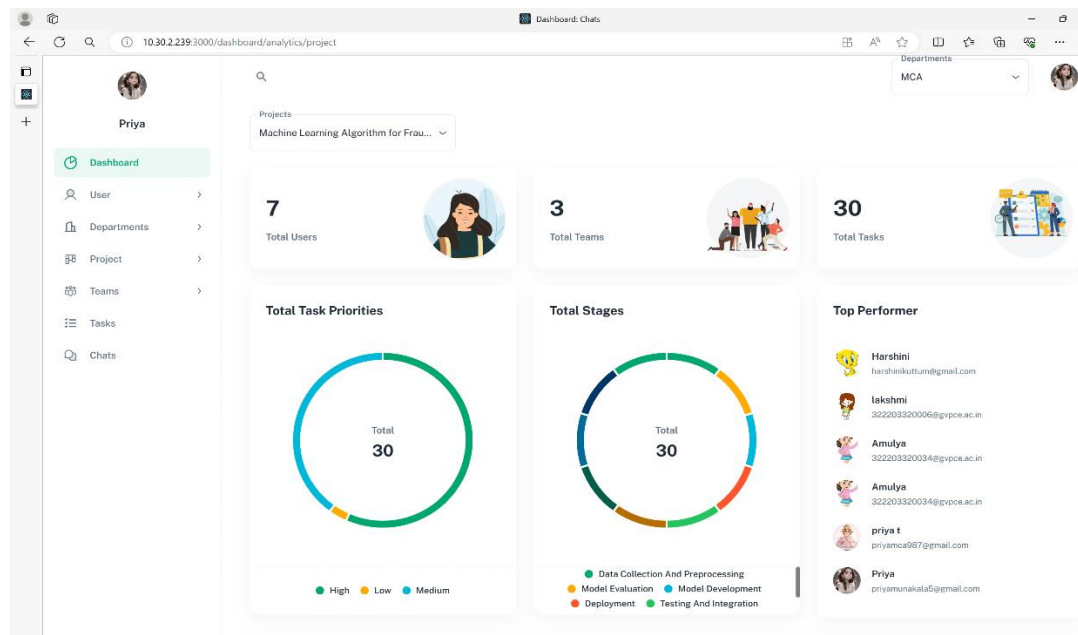 Dashboard: Chats
10.30.2.239:3000/dashboard/analytics/project
Departments
MCA
Priya
Projects
Machine Learning Algorithm for Frau...
Dashboard
User
Departments
Project
Teams
Tasks
Chats
7
Total Users
3
Total Teams
30
Total Tasks
Total Task Priorities
Total
30
High Low Medium
Total Stages
Total
30
Data Collection And Preprocessing
Model Evaluation Model Development
Deployment Testing And Integration
Top Performer
Harshini
harshinikuttum@gmail.com
lakshmi
322203320006@gvpce.ac.in
Amulya
322203320034@gvpce.ac.in
Amulya
322203320034@gvpce.ac.in
priya t
priyamca987@gmail.com
Priya
priyamunakala5@gmail.com